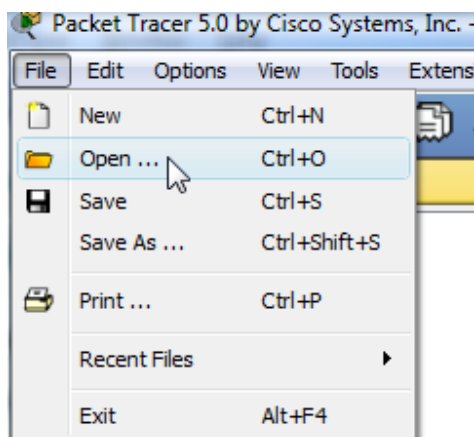 Packet Tracer 5.0 by Cisco Systems, Inc. -
File Edit Options View Tools Extens
New Ctrl+N
Open ... Ctrl+O
Save Ctrl+S
Save As ... Ctrl+Shift+S
Print ... Ctrl+P
Recent Files
Exit Alt+F4